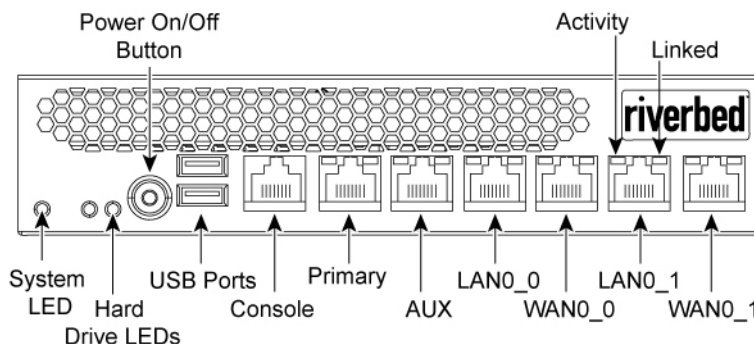 Power On/Off
Button
Activity
Linked
riverbed
System
LED
Hard
Drive LEDs
USB Ports
Console
Primary
AUX
LAN0_0
WAN0_0
LAN0_1
WAN0_1